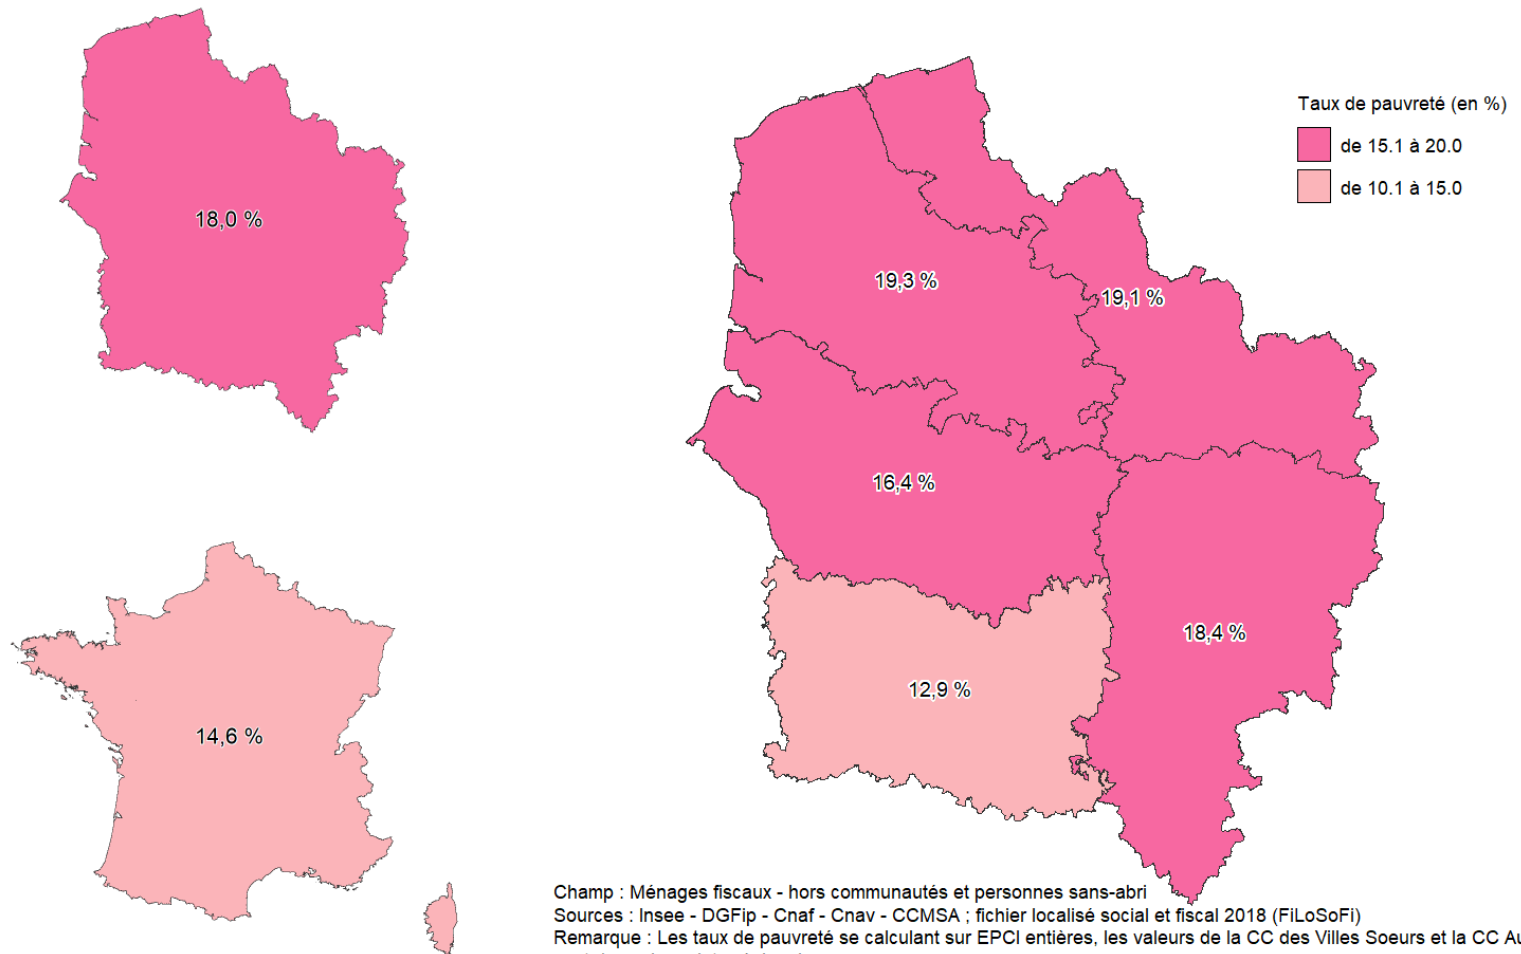 18,0 %
14,6 %
Taux de pauvreté (en %)
de 15.1 à 20.0
de 10.1 à 15.0
19,3 %
19,1 %
16,4 %
18,4 %
12,9 %
Champ : Ménages fiscaux - hors communautés et personnes sans-abri
Sources : Insee - DGFip - Cnaf - Cnav - CCMSA ; fichier localisé social et fiscal 2018 (FiLoSoFi)
Remarque : Les taux de pauvreté se calculant sur EPCI entières, les valeurs de la CC des Villes Soeurs et la CC Au